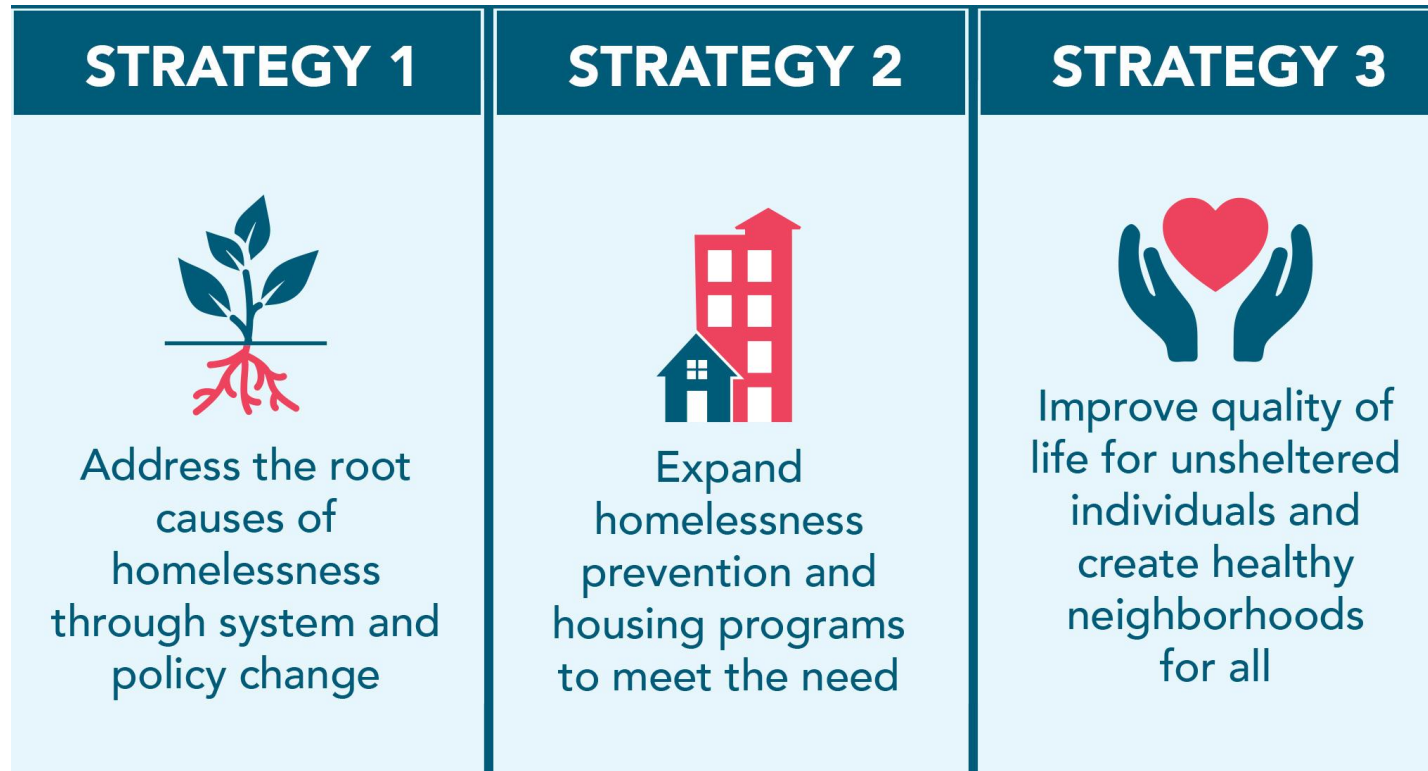 STRATEGY 1
Address the root
causes of
homelessness
through system and
policy change
STRATEGY 2
Expand
homelessness
prevention and
housing programs
to meet the need
STRATEGY 3
Improve quality of
life for unsheltered
individuals and
create healthy
neighborhoods
for all